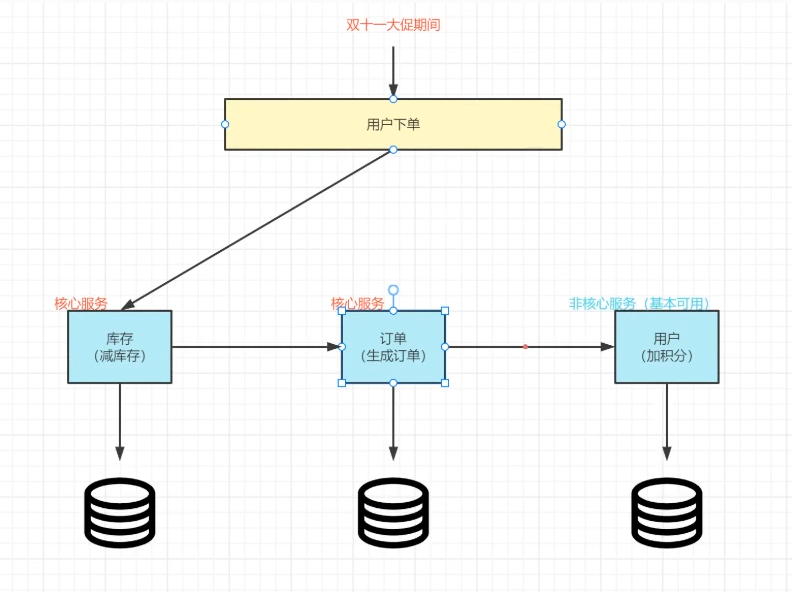 双十一大促期间
用户下单
核心服务
核心服务
非核心服务（基本可用）
库存
（减库存）
订单
（生成订单）
用户
（加积分）